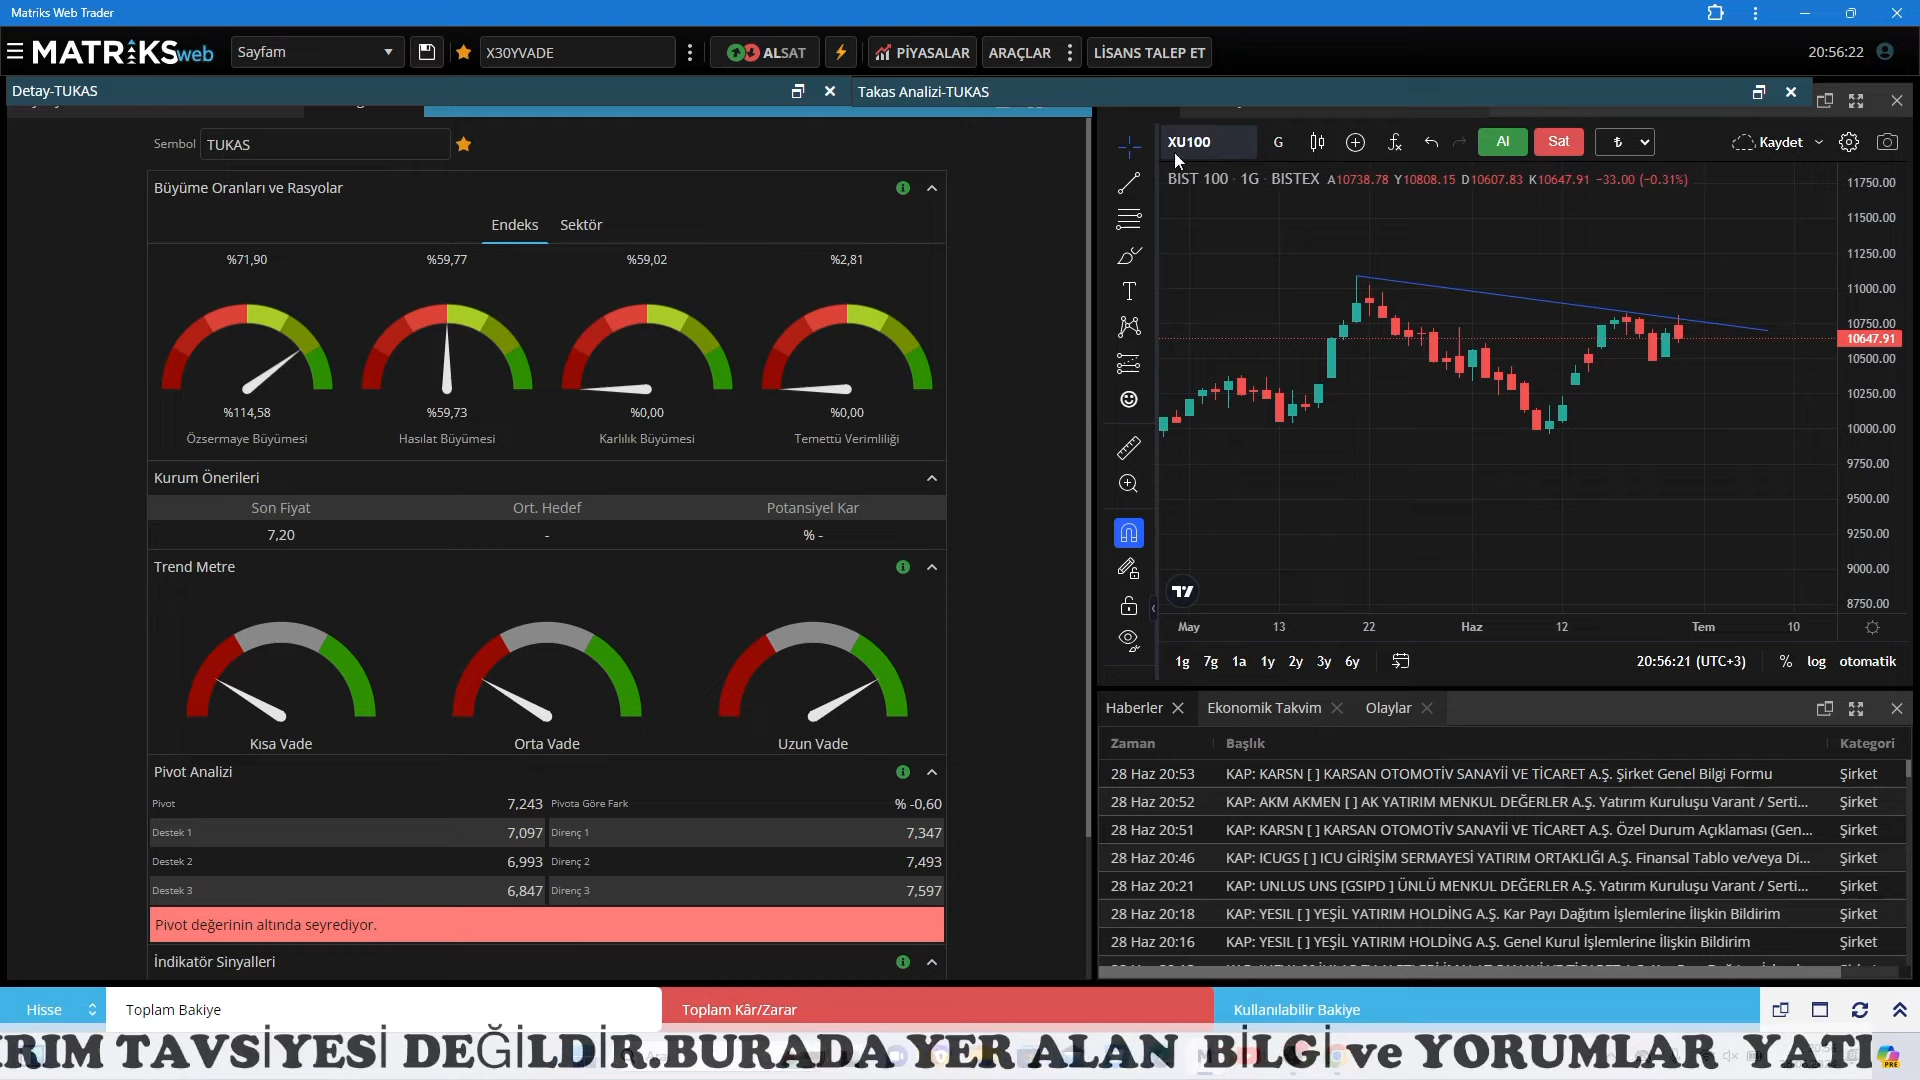 Matriks Web Trader
MATRİKS web
Sayfam
X30YVADE
ALSAT
PİYASALAR
ARAÇLAR
LİSANS TALEP ET
20:56:22
Detay-TUKAS
Takas Analizi-TUKAS
Sembol
TUKAS
Büyüme Oranları ve Rasyolar
Endeks
Sektör
%71,90
%59,77
%59,02
%2,81
%114,58
%59,73
%0,00
%0,00
Özsermaye Büyümesi
Hasılat Büyümesi
Karlılık Büyümesi
Temettü Verimliliği
Kurum Önerileri
Son Fiyat
Ort. Hedef
Potansiyel Kar
7,20
-
% -
Trend Metre
Kısa Vade
Orta Vade
Uzun Vade
Pivot Analizi
Pivot 7,243 Pivota Göre Fark % -0,60
Destek 1 7,097 Direnç 1 7,347
Destek 2 6,993 Direnç 2 7,493
Destek 3 6,847 Direnç 3 7,597
Pivot değerinin altında seyrediyor.
İndikatör Sinyalleri
XU100
G
Al
Sat
₺
Kaydet
BIST 100 · 1G · BISTEX A10738.78 Y10808.15 D10607.83 K10647.91 −33.00 (−0.31%)
11750.00
11500.00
11250.00
11000.00
10750.00
10647.91
10500.00
10250.00
10000.00
9750.00
9500.00
9250.00
9000.00
8750.00
May 13 22 Haz 12 Tem 10
1g 7g 1a 1y 2y 3y 6y
20:56:21 (UTC+3) % log otomatik
Haberler
Ekonomik Takvim
Olaylar
Zaman Başlık Kategori
28 Haz 20:53 KAP: KARSN [ ] KARSAN OTOMOTİV SANAYİİ VE TİCARET A.Ş. Şirket Genel Bilgi Formu Şirket
28 Haz 20:52 KAP: AKM AKMEN [ ] AK YATIRIM MENKUL DEĞERLER A.Ş. Yatırım Kuruluşu Varant / Serti... Şirket
28 Haz 20:51 KAP: KARSN [ ] KARSAN OTOMOTİV SANAYİİ VE TİCARET A.Ş. Özel Durum Açıklaması (Gen... Şirket
28 Haz 20:46 KAP: ICUGS [ ] ICU GİRİŞİM SERMAYESİ YATIRIM ORTAKLIĞI A.Ş. Finansal Tablo ve/veya Di... Şirket
28 Haz 20:21 KAP: UNLUS UNS [GSIPD ] ÜNLÜ MENKUL DEĞERLER A.Ş. Yatırım Kuruluşu Varant / Serti... Şirket
28 Haz 20:18 KAP: YESIL [ ] YEŞİL YATIRIM HOLDİNG A.Ş. Kar Payı Dağıtım İşlemlerine İlişkin Bildirim Şirket
28 Haz 20:16 KAP: YESIL [ ] YEŞİL YATIRIM HOLDİNG A.Ş. Genel Kurul İşlemlerine İlişkin Bildirim Şirket
Hisse
Toplam Bakiye
Toplam Kâr/Zarar
Kullanılabilir Bakiye
IRIM TAVSİYESİ DEĞİLDİR.BURADA YER ALAN BİLGİ ve YORUMLAR YATI